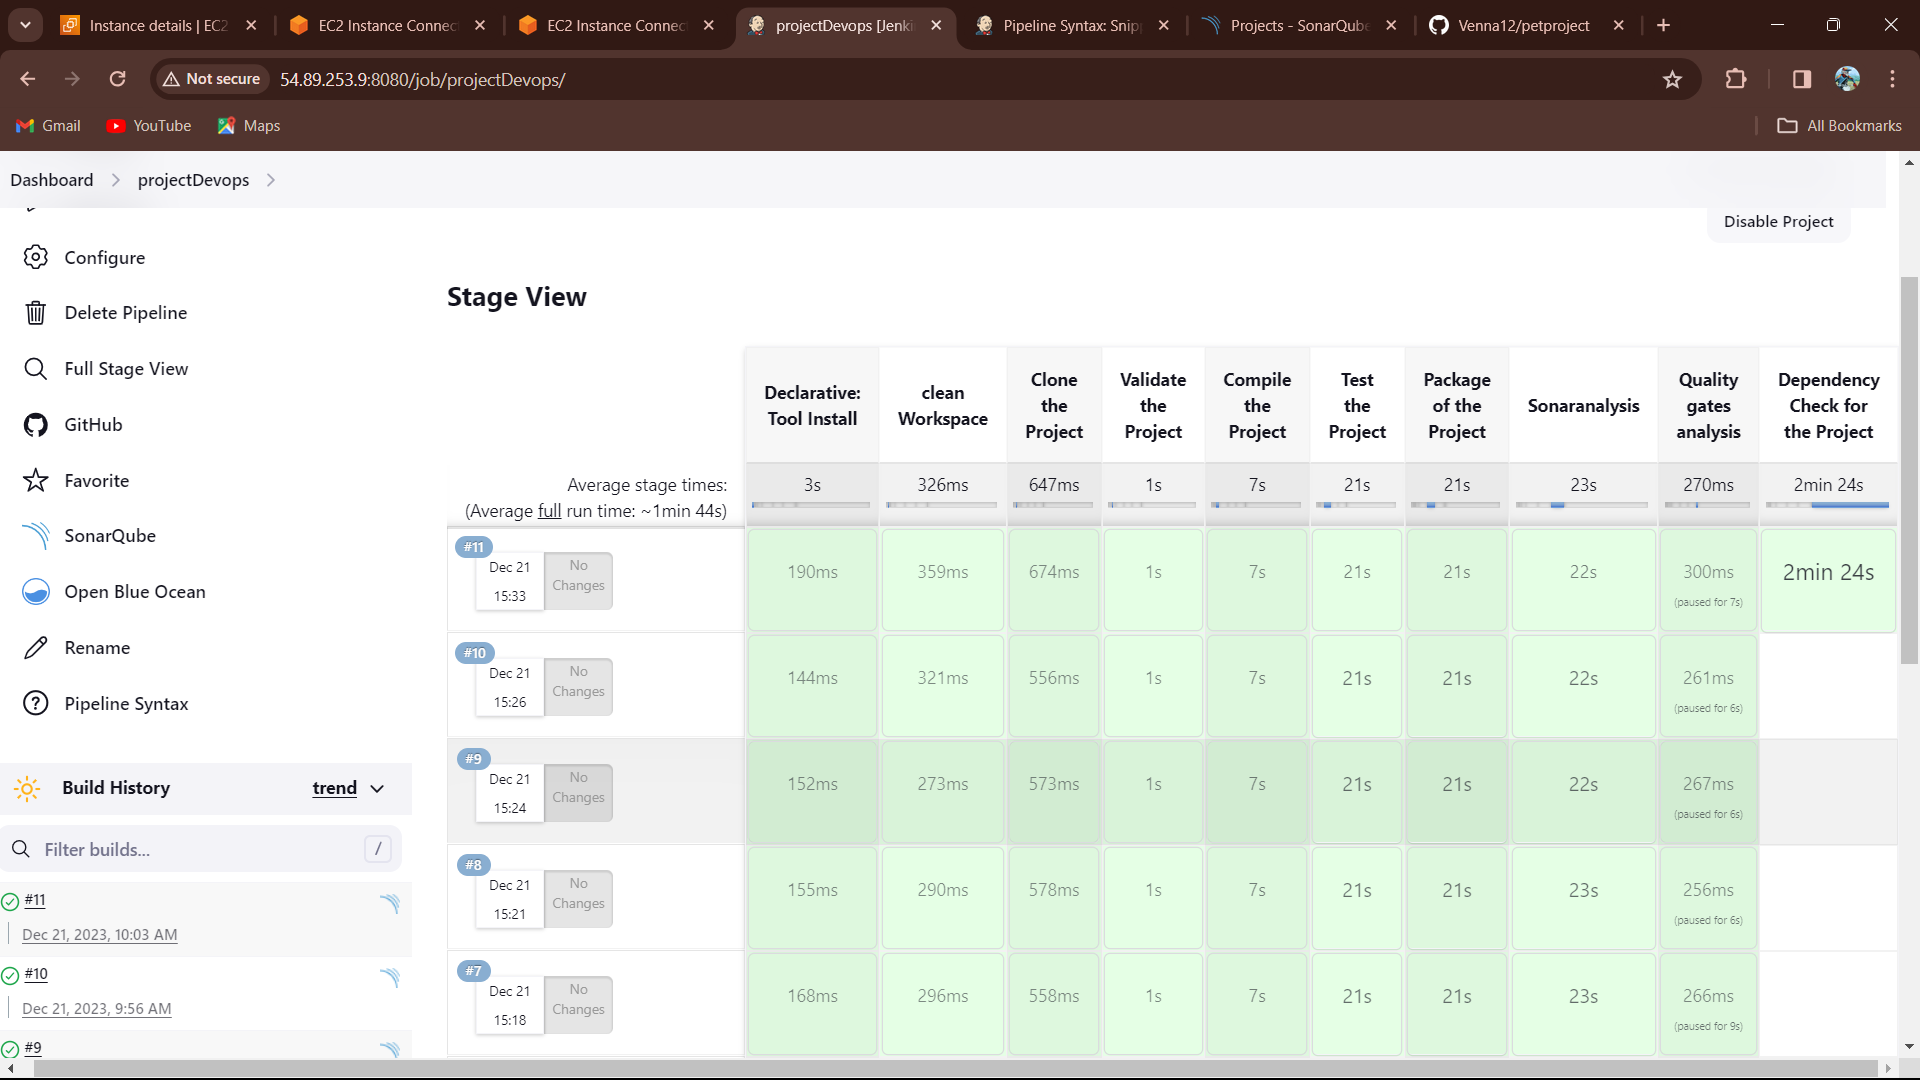 Instance details | EC2
EC2 Instance Connec
EC2 Instance Connec
projectDevops [Jenki
Pipeline Syntax: Snip
Projects - SonarQube
Venna12/petproject
Not secure
54.89.253.9:8080/job/projectDevops/
Gmail
YouTube
Maps
All Bookmarks
Dashboard
projectDevops
Disable Project
Configure
Delete Pipeline
Full Stage View
GitHub
Favorite
SonarQube
Open Blue Ocean
Rename
Pipeline Syntax
Build History
trend
Filter builds...
/
#11
Dec 21, 2023, 10:03 AM
#10
Dec 21, 2023, 9:56 AM
#9
Stage View
Declarative:
Tool Install
clean
Workspace
Clone
the
Project
Validate
the
Project
Compile
the
Project
Test
the
Project
Package
of the
Project
Sonaranalysis
Quality
gates
analysis
Dependency
Check for
the Project
Average stage times:
(Average full run time: ~1min 44s)
3s
326ms
647ms
1s
7s
21s
21s
23s
270ms
2min 24s
#11
Dec 21
15:33
No
Changes
190ms
359ms
674ms
1s
7s
21s
21s
22s
300ms
(paused for 7s)
2min 24s
#10
Dec 21
15:26
No
Changes
144ms
321ms
556ms
1s
7s
21s
21s
22s
261ms
(paused for 6s)
#9
Dec 21
15:24
No
Changes
152ms
273ms
573ms
1s
7s
21s
21s
22s
267ms
(paused for 6s)
#8
Dec 21
15:21
No
Changes
155ms
290ms
578ms
1s
7s
21s
21s
23s
256ms
(paused for 6s)
#7
Dec 21
15:18
No
Changes
168ms
296ms
558ms
1s
7s
21s
21s
23s
266ms
(paused for 9s)